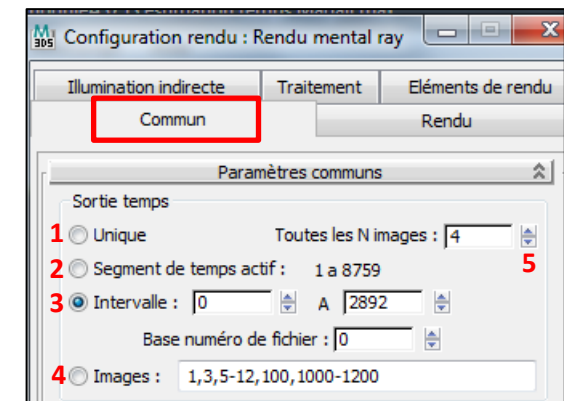 Configuration rendu : Rendu mental ray
Illumination indirecte Traitement Eléments de rendu
Commun Rendu
Paramètres communs
Sortie temps
1 Unique Toutes les N images : 4
2 Segment de temps actif : 1 a 8759 5
3 Intervalle : 0 A 2892
Base numéro de fichier : 0
4 Images : 1,3,5-12,100,1000-1200